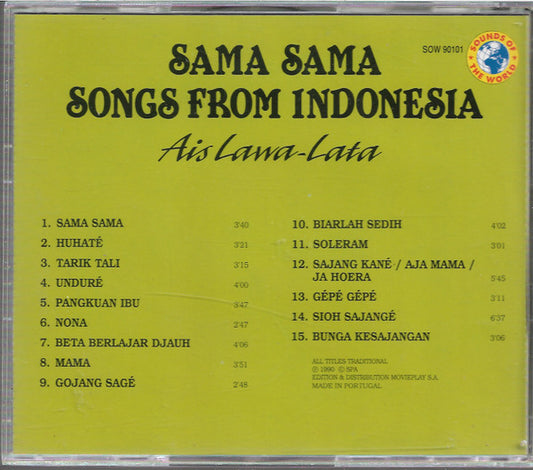 SAMA SAMA
SONGS FROM INDONESIA
Ais Lawa-Lata
SOW 90101
SOUNDS OF
THE WORLD
1. SAMA SAMA 3'40
2. HUHATÉ 3'21
3. TARIK TALI 3'15
4. UNDURÉ 4'00
5. PANGKUAN IBU 3'47
6. NONA 2'47
7. BETA BERLAJAR DJAUH 4'06
8. MAMA 3'51
9. GOJANG SAGÉ 2'48
10. BIARLAH SEDIH 4'02
11. SOLERAM 3'01
12. SAJANG KANÉ / AJA MAMA /
JA HOERA 5'45
13. GÉPÉ GÉPÉ 3'11
14. SIOH SAJANGÉ 6'37
15. BUNGA KESAJANGAN 3'06
ALL TITLES TRADITIONAL
Ⓟ 1990 © SPA
EDITION & DISTRIBUTION MOVIEPLAY S.A.
MADE IN PORTUGAL